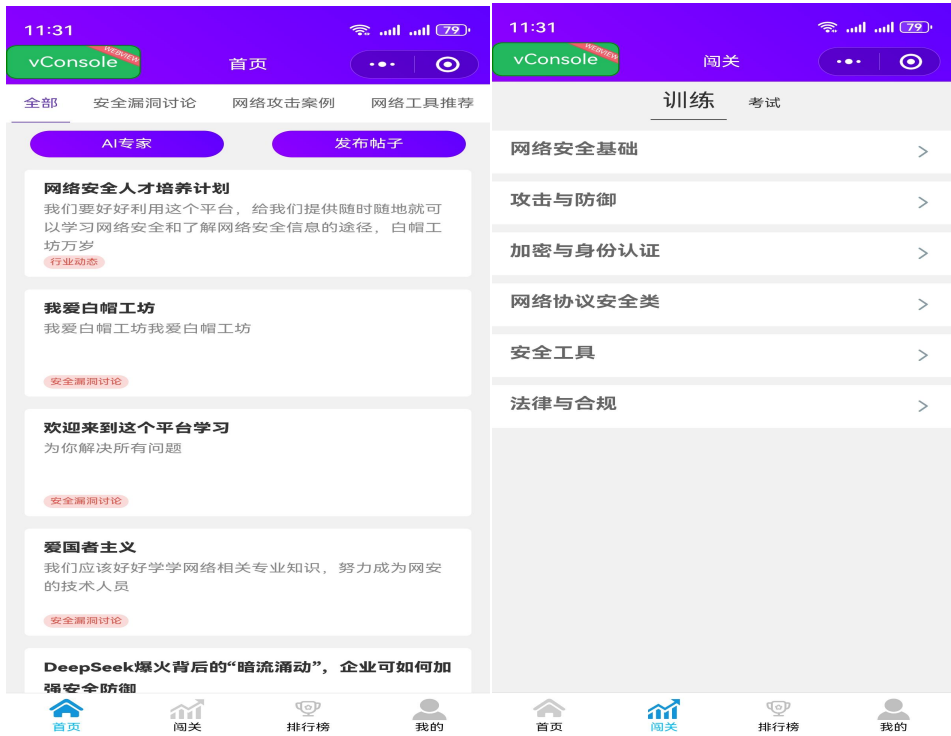 11:31
79
vConsole
WEBVIEW
首页
全部 安全漏洞讨论 网络攻击案例 网络工具推荐
AI专家 发布帖子
网络安全人才培养计划
我们要好好利用这个平台，给我们提供随时随地就可
以学习网络安全和了解网络安全信息的途径，白帽工
坊万岁
行业动态
我爱白帽工坊
我爱白帽工坊我爱白帽工坊
安全漏洞讨论
欢迎来到这个平台学习
为你解决所有问题
安全漏洞讨论
爱国者主义
我们应该好好学学网络相关专业知识，努力成为网安
的技术人员
安全漏洞讨论
DeepSeek爆火背后的“暗流涌动”，企业可如何加
强安全防御
首页 闯关 排行榜 我的
11:31
79
vConsole
WEBVIEW
闯关
训练 考试
网络安全基础
攻击与防御
加密与身份认证
网络协议安全类
安全工具
法律与合规
首页 闯关 排行榜 我的